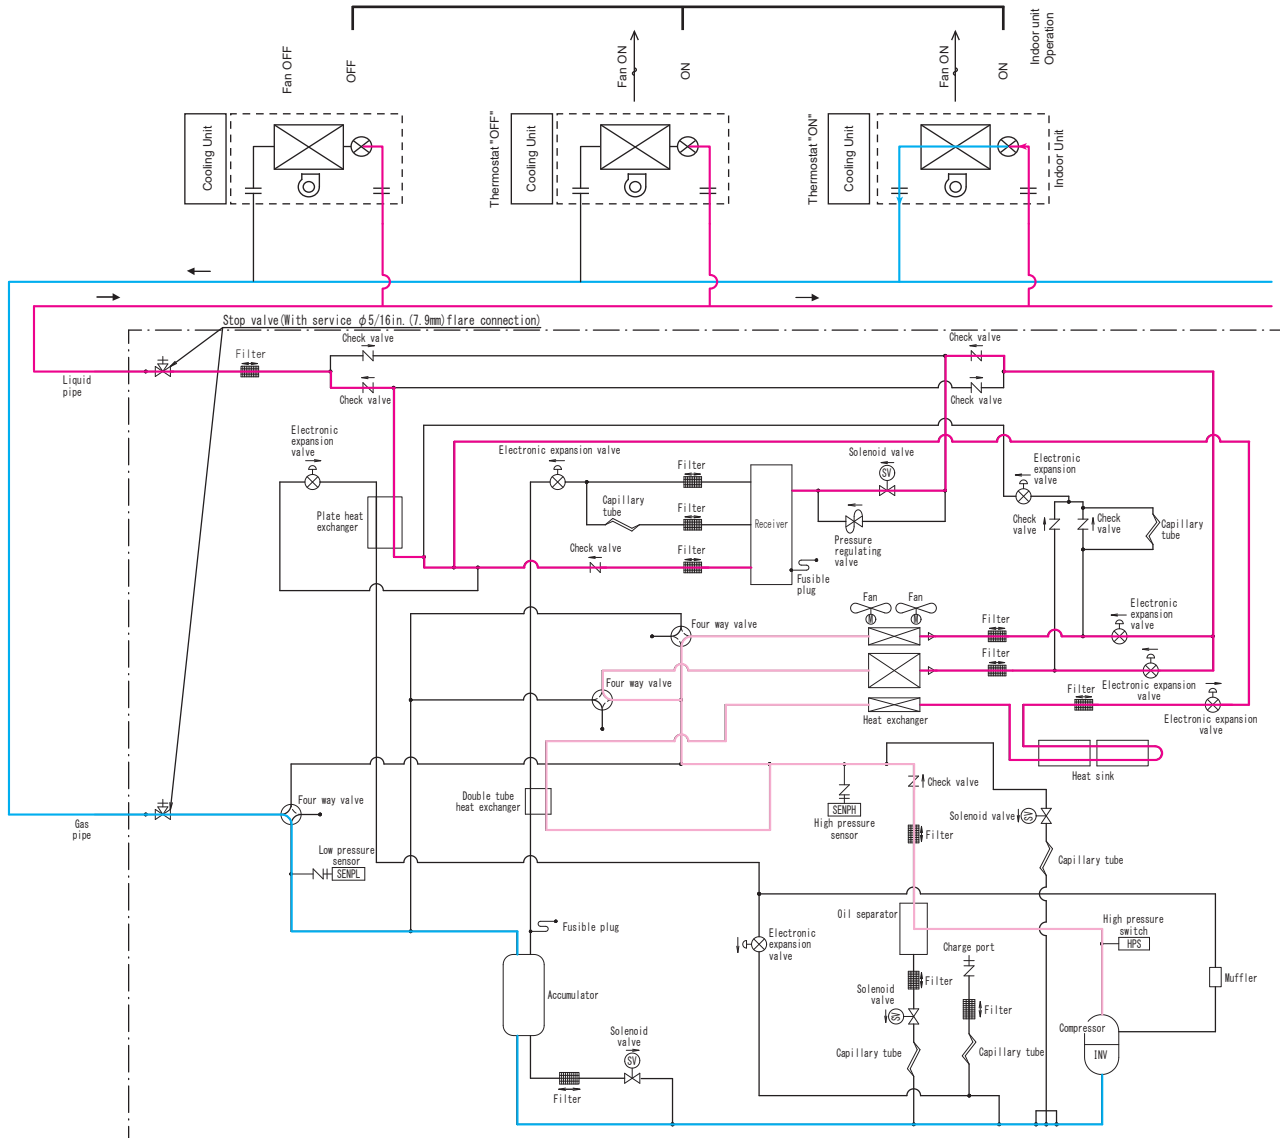 Fan OFF
OFF
Fan ON
ON
Fan ON
ON
Indoor unit
Operation
Cooling Unit
Thermostat "OFF"
Cooling Unit
Thermostat "ON"
Cooling Unit
Indoor Unit
Stop valve(With service φ5/16in.(7.9mm)flare connection)
Check valve
Check valve
Filter
Liquid
pipe
Check valve
Check valve
Electronic
expansion
valve
Electronic expansion valve
Filter
Solenoid valve
SV
Electronic
expansion
valve
Plate heat
exchanger
Capillary
tube
Filter
Receiver
Pressure
regulating
valve
Check
valve
Check
valve
Capillary
tube
Check valve
Filter
Fusible
plug
Fan
Fan
M
M
Filter
Electronic
expansion
valve
Four way valve
Filter
Electronic expansion
valve
Four way valve
Heat exchanger
Filter
Electronic expansion
valve
Heat sink
Four way valve
Double tube
heat exchanger
SENPH
High pressure
sensor
Check valve
Filter
Solenoid valve
SV
Capillary tube
Gas
pipe
Low pressure
sensor
SENPL
Fusible plug
Electronic
expansion
valve
Oil separator
Charge port
High pressure
switch
HPS
Muffler
Accumulator
Filter
Solenoid
valve
SV
Filter
Compressor
INV
Solenoid
valve
SV
Capillary tube
Capillary tube
Filter